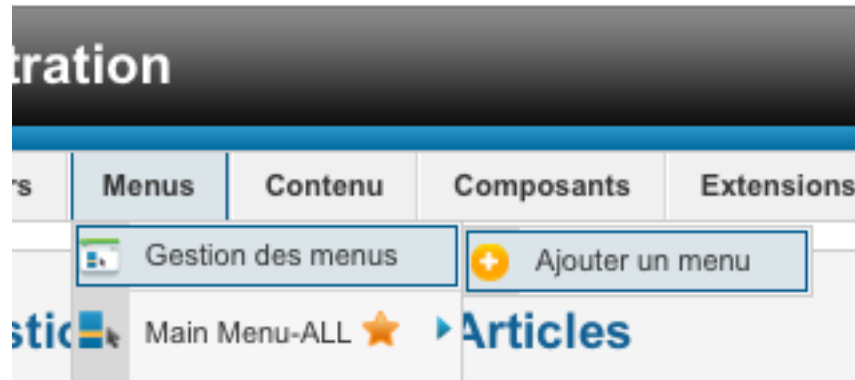 tration
rs Menus Contenu Composants Extensions
Gestion des menus Ajouter un menu
Main Menu-ALL
stic Articles